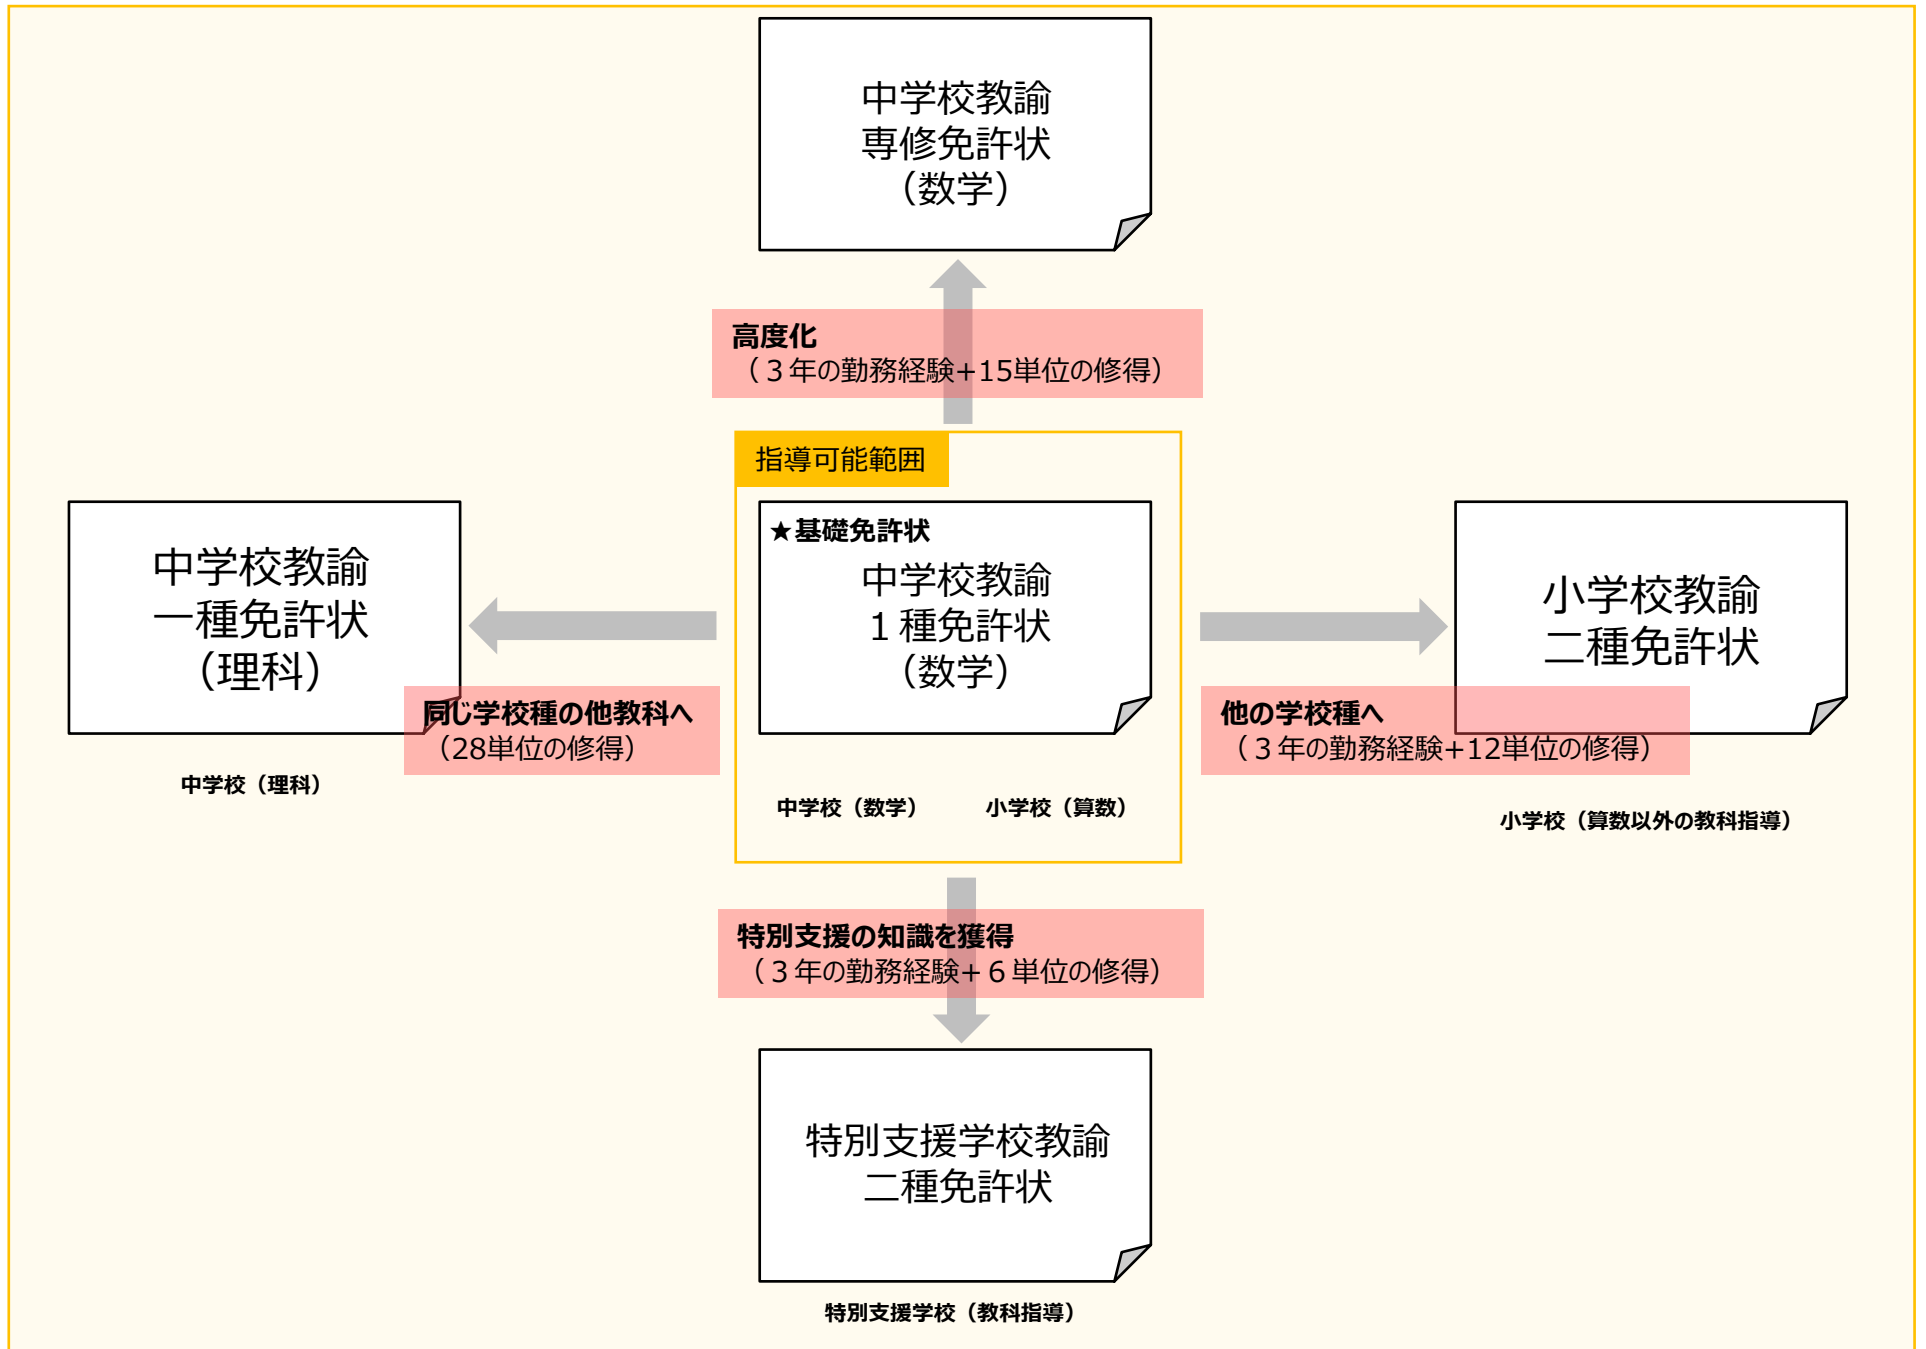 中学校教諭
専修免許状
（数学）
高度化
（３年の勤務経験+15単位の修得）
指導可能範囲
★基礎免許状
中学校教諭
１種免許状
（数学）
中学校（数学）
小学校（算数）
中学校教諭
一種免許状
（理科）
同じ学校種の他教科へ
（28単位の修得）
中学校（理科）
小学校教諭
二種免許状
他の学校種へ
（３年の勤務経験+12単位の修得）
小学校（算数以外の教科指導）
特別支援の知識を獲得
（３年の勤務経験+６単位の修得）
特別支援学校教諭
二種免許状
特別支援学校（教科指導）